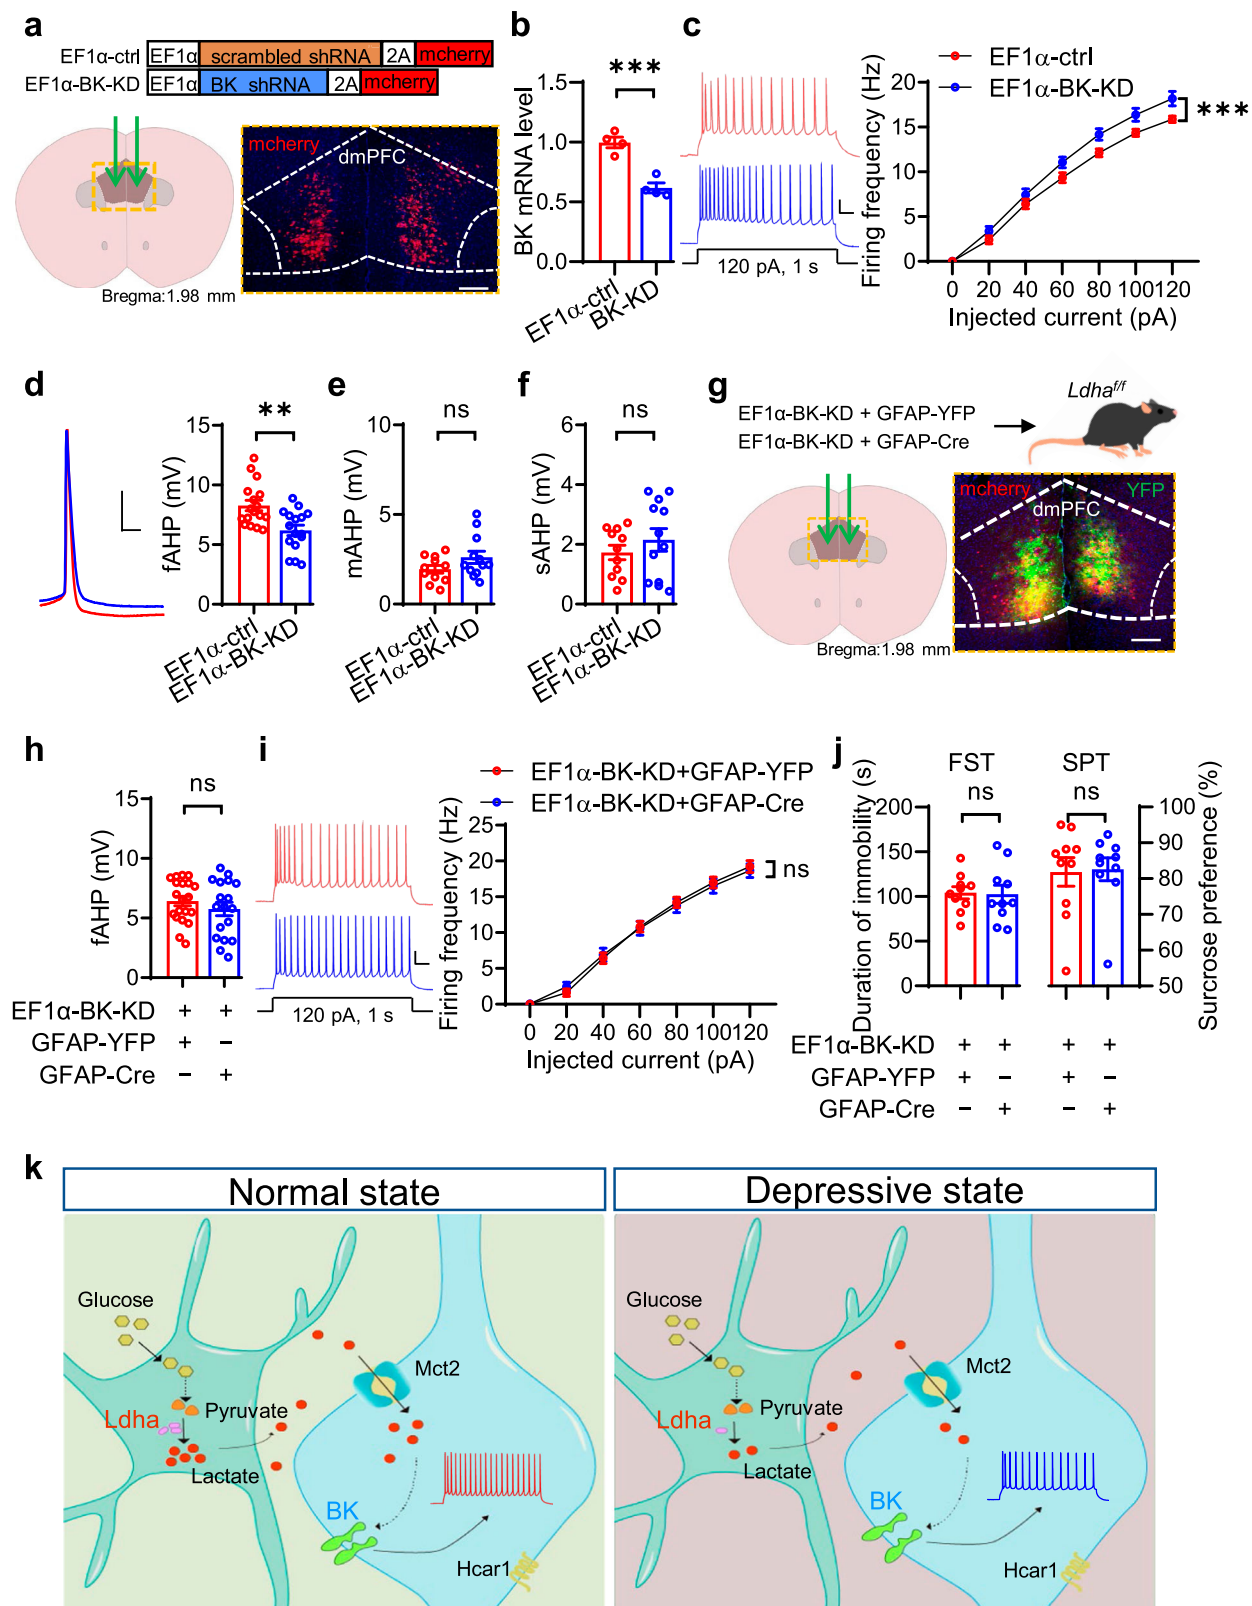 a
EF1α-ctrl EF1α scrambled shRNA 2A mcherry
EF1α-BK-KD EF1α BK shRNA 2A mcherry
mcherry
dmPFC
Bregma:1.98 mm
b
BK mRNA level
1.5
1.0
0.5
0.0
***
EF1α-ctrl
BK-KD
c
120 pA, 1 s
EF1α-ctrl
EF1α-BK-KD
Firing frequency (Hz)
20
15
10
5
0
***
0 20 40 60 80 100 120
Injected current (pA)
d
fAHP (mV)
15
10
5
0
**
EF1α-ctrl
EF1α-BK-KD
e
mAHP (mV)
10
5
0
ns
EF1α-ctrl
EF1α-BK-KD
f
sAHP (mV)
6
4
2
0
ns
EF1α-ctrl
EF1α-BK-KD
g
EF1α-BK-KD + GFAP-YFP
EF1α-BK-KD + GFAP-Cre
Ldha f/f
mcherry
YFP
dmPFC
Bregma:1.98 mm
h
fAHP (mV)
15
10
5
0
ns
EF1α-BK-KD + +
GFAP-YFP + −
GFAP-Cre − +
i
120 pA, 1 s
EF1α-BK-KD+GFAP-YFP
EF1α-BK-KD+GFAP-Cre
Firing frequency (Hz)
25
20
15
10
5
0
ns
0 20 40 60 80 100 120
Injected current (pA)
j
Duration of immobility (s)
200
150
100
50
0
FST
ns
SPT
ns
100
90
80
70
60
50
Surcrose preference (%)
EF1α-BK-KD + + + +
GFAP-YFP + − + −
GFAP-Cre − + − +
k
Normal state
Glucose
Pyruvate
Ldha
Lactate
Mct2
BK
Hcar1
Depressive state
Glucose
Pyruvate
Ldha
Lactate
Mct2
BK
Hcar1